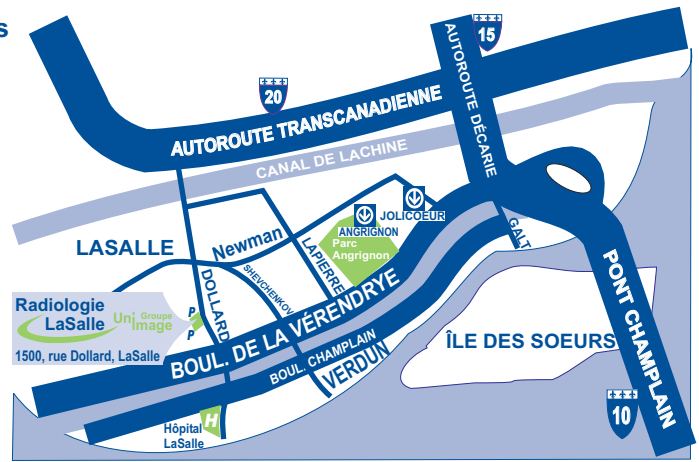 s
15
20
AUTOROUTE TRANSCANADIENNE
AUTOROUTE DÉCARIE
CANAL DE LACHINE
JOLICOEUR
ANGRIGNON
Parc
Angrignon
GALT
LASALLE
Newman
LAPIERRE
SHEVCHENKOV
DOLLARD
Radiologie
LaSalle
Groupe
Uni Image
1500, rue Dollard, LaSalle
P
P
BOUL. DE LA VÉRENDRYE
BOUL. CHAMPLAIN
VERDUN
ÎLE DES SOEURS
PONT CHAMPLAIN
10
H
Hôpital
LaSalle